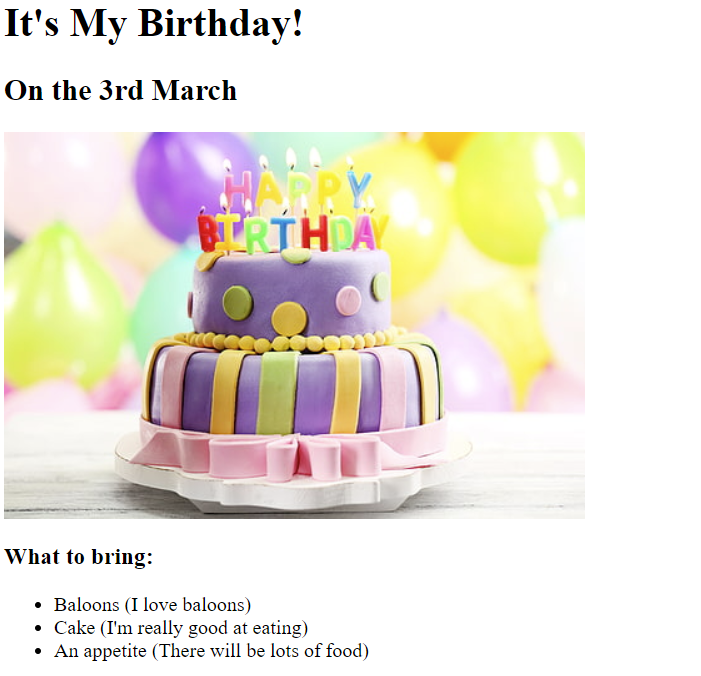 It's My Birthday!
On the 3rd March
HAPPY
BIRTHDAY
What to bring:
Baloons (I love baloons)
Cake (I'm really good at eating)
An appetite (There will be lots of food)